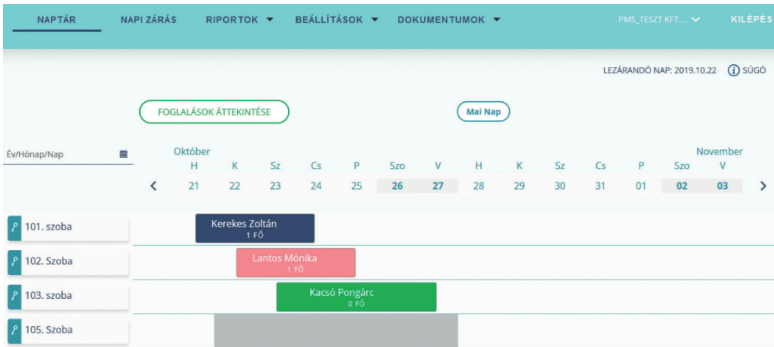 NAPTÁR NAPI ZÁRÁS RIPORTOK BEÁLLÍTÁSOK DOKUMENTUMOK PMS_TESZT KFT.... KILÉPÉS
LEZÁRANDÓ NAP: 2019.10.22 SÚGÓ
FOGLALÁSOK ÁTTEKINTÉSE Mai Nap
Év/Hónap/Nap Október November
H K Sz Cs P Szo V H K Sz Cs P Szo V
21 22 23 24 25 26 27 28 29 30 31 01 02 03
101. szoba Kerekes Zoltán
1 FŐ
102. Szoba Lantos Mónika
1 FŐ
103. szoba Kacsó Pongárc
0 FŐ
105. Szoba